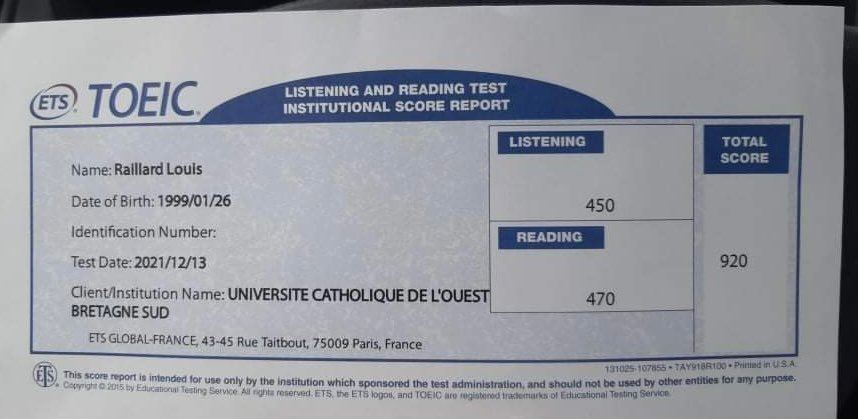 ETS® TOEIC®
LISTENING AND READING TEST
INSTITUTIONAL SCORE REPORT
Name: Raillard Louis
Date of Birth: 1999/01/26
Identification Number:
Test Date: 2021/12/13
Client/Institution Name: UNIVERSITE CATHOLIQUE DE L'OUEST
BRETAGNE SUD
ETS GLOBAL-FRANCE, 43-45 Rue Taitbout, 75009 Paris, France
LISTENING
450
READING
470
TOTAL
SCORE
920
131025-107855 • TAY918R100 • Printed in U.S.A.
ETS® This score report is intended for use only by the institution which sponsored the test administration, and should not be used by other entities for any purpose.
Copyright © 2015 by Educational Testing Service. All rights reserved. ETS, the ETS logos, and TOEIC are registered trademarks of Educational Testing Service.